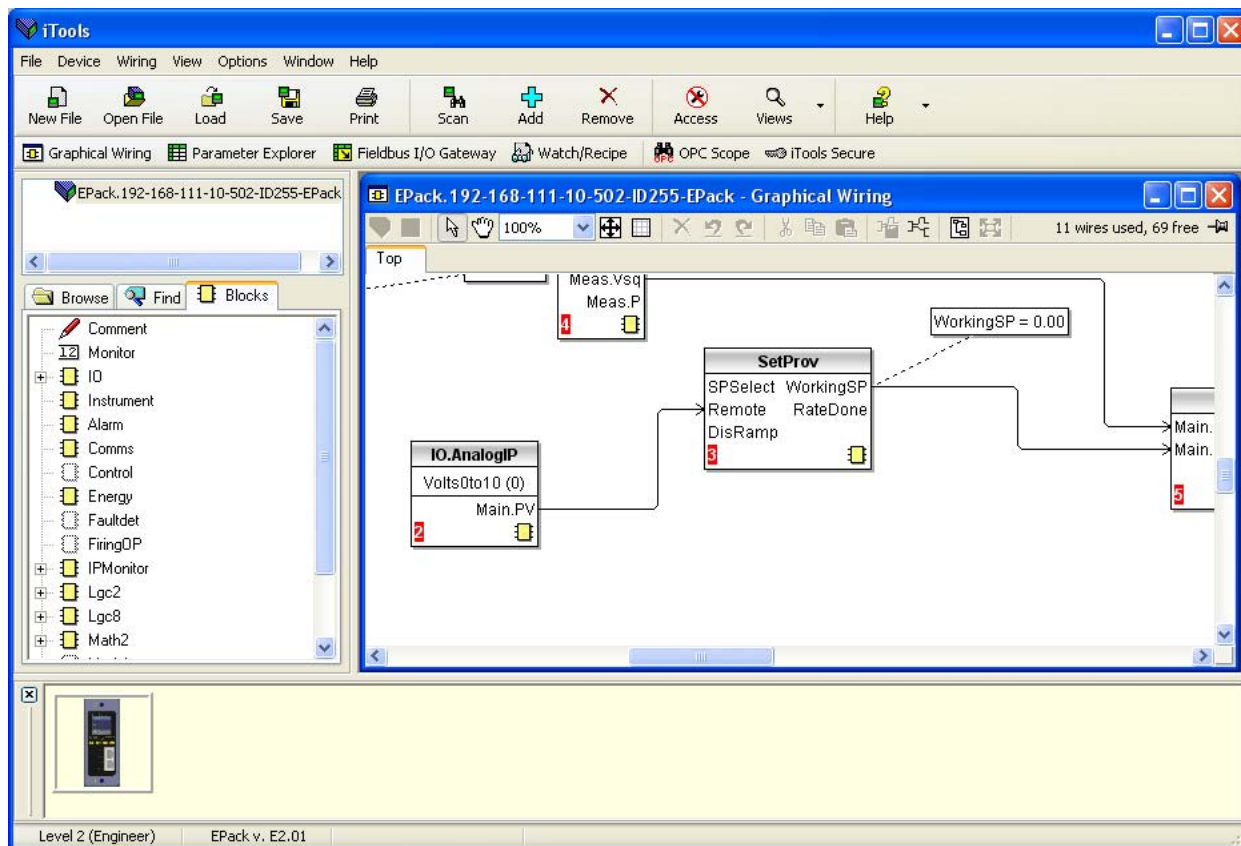 iTools
File Device Wiring View Options Window Help
New File Open File Load Save Print Scan Add Remove Access Views Help
Graphical Wiring Parameter Explorer Fieldbus I/O Gateway Watch/Recipe OPC Scope iTools Secure
EPack.192-168-111-10-502-ID255-EPack
Browse Find Blocks
Comment
Monitor
IO
Instrument
Alarm
Comms
Control
Energy
Faultdet
FiringOP
IPMonitor
Lgc2
Lgc8
Math2
EPack.192-168-111-10-502-ID255-EPack - Graphical Wiring
100% 11 wires used, 69 free
Top
Meas.Vsq
Meas.P
4
WorkingSP = 0.00
SetProv
SPSelect WorkingSP
Remote RateDone
DisRamp
3
IO.AnalogIP
Volts0to10 (0)
Main.PV
2
Main.
Main.
5
Level 2 (Engineer) EPack v. E2.01